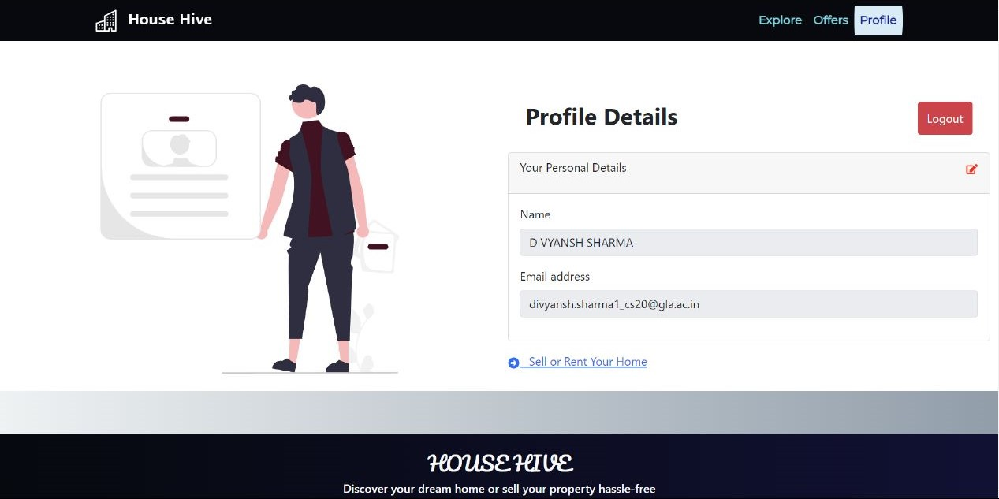 House Hive
Explore Offers Profile
Profile Details
Logout
Your Personal Details
Name
DIVYANSH SHARMA
Email address
divyansh.sharma1_cs20@gla.ac.in
Sell or Rent Your Home
HOUSE HIVE
Discover your dream home or sell your property hassle-free